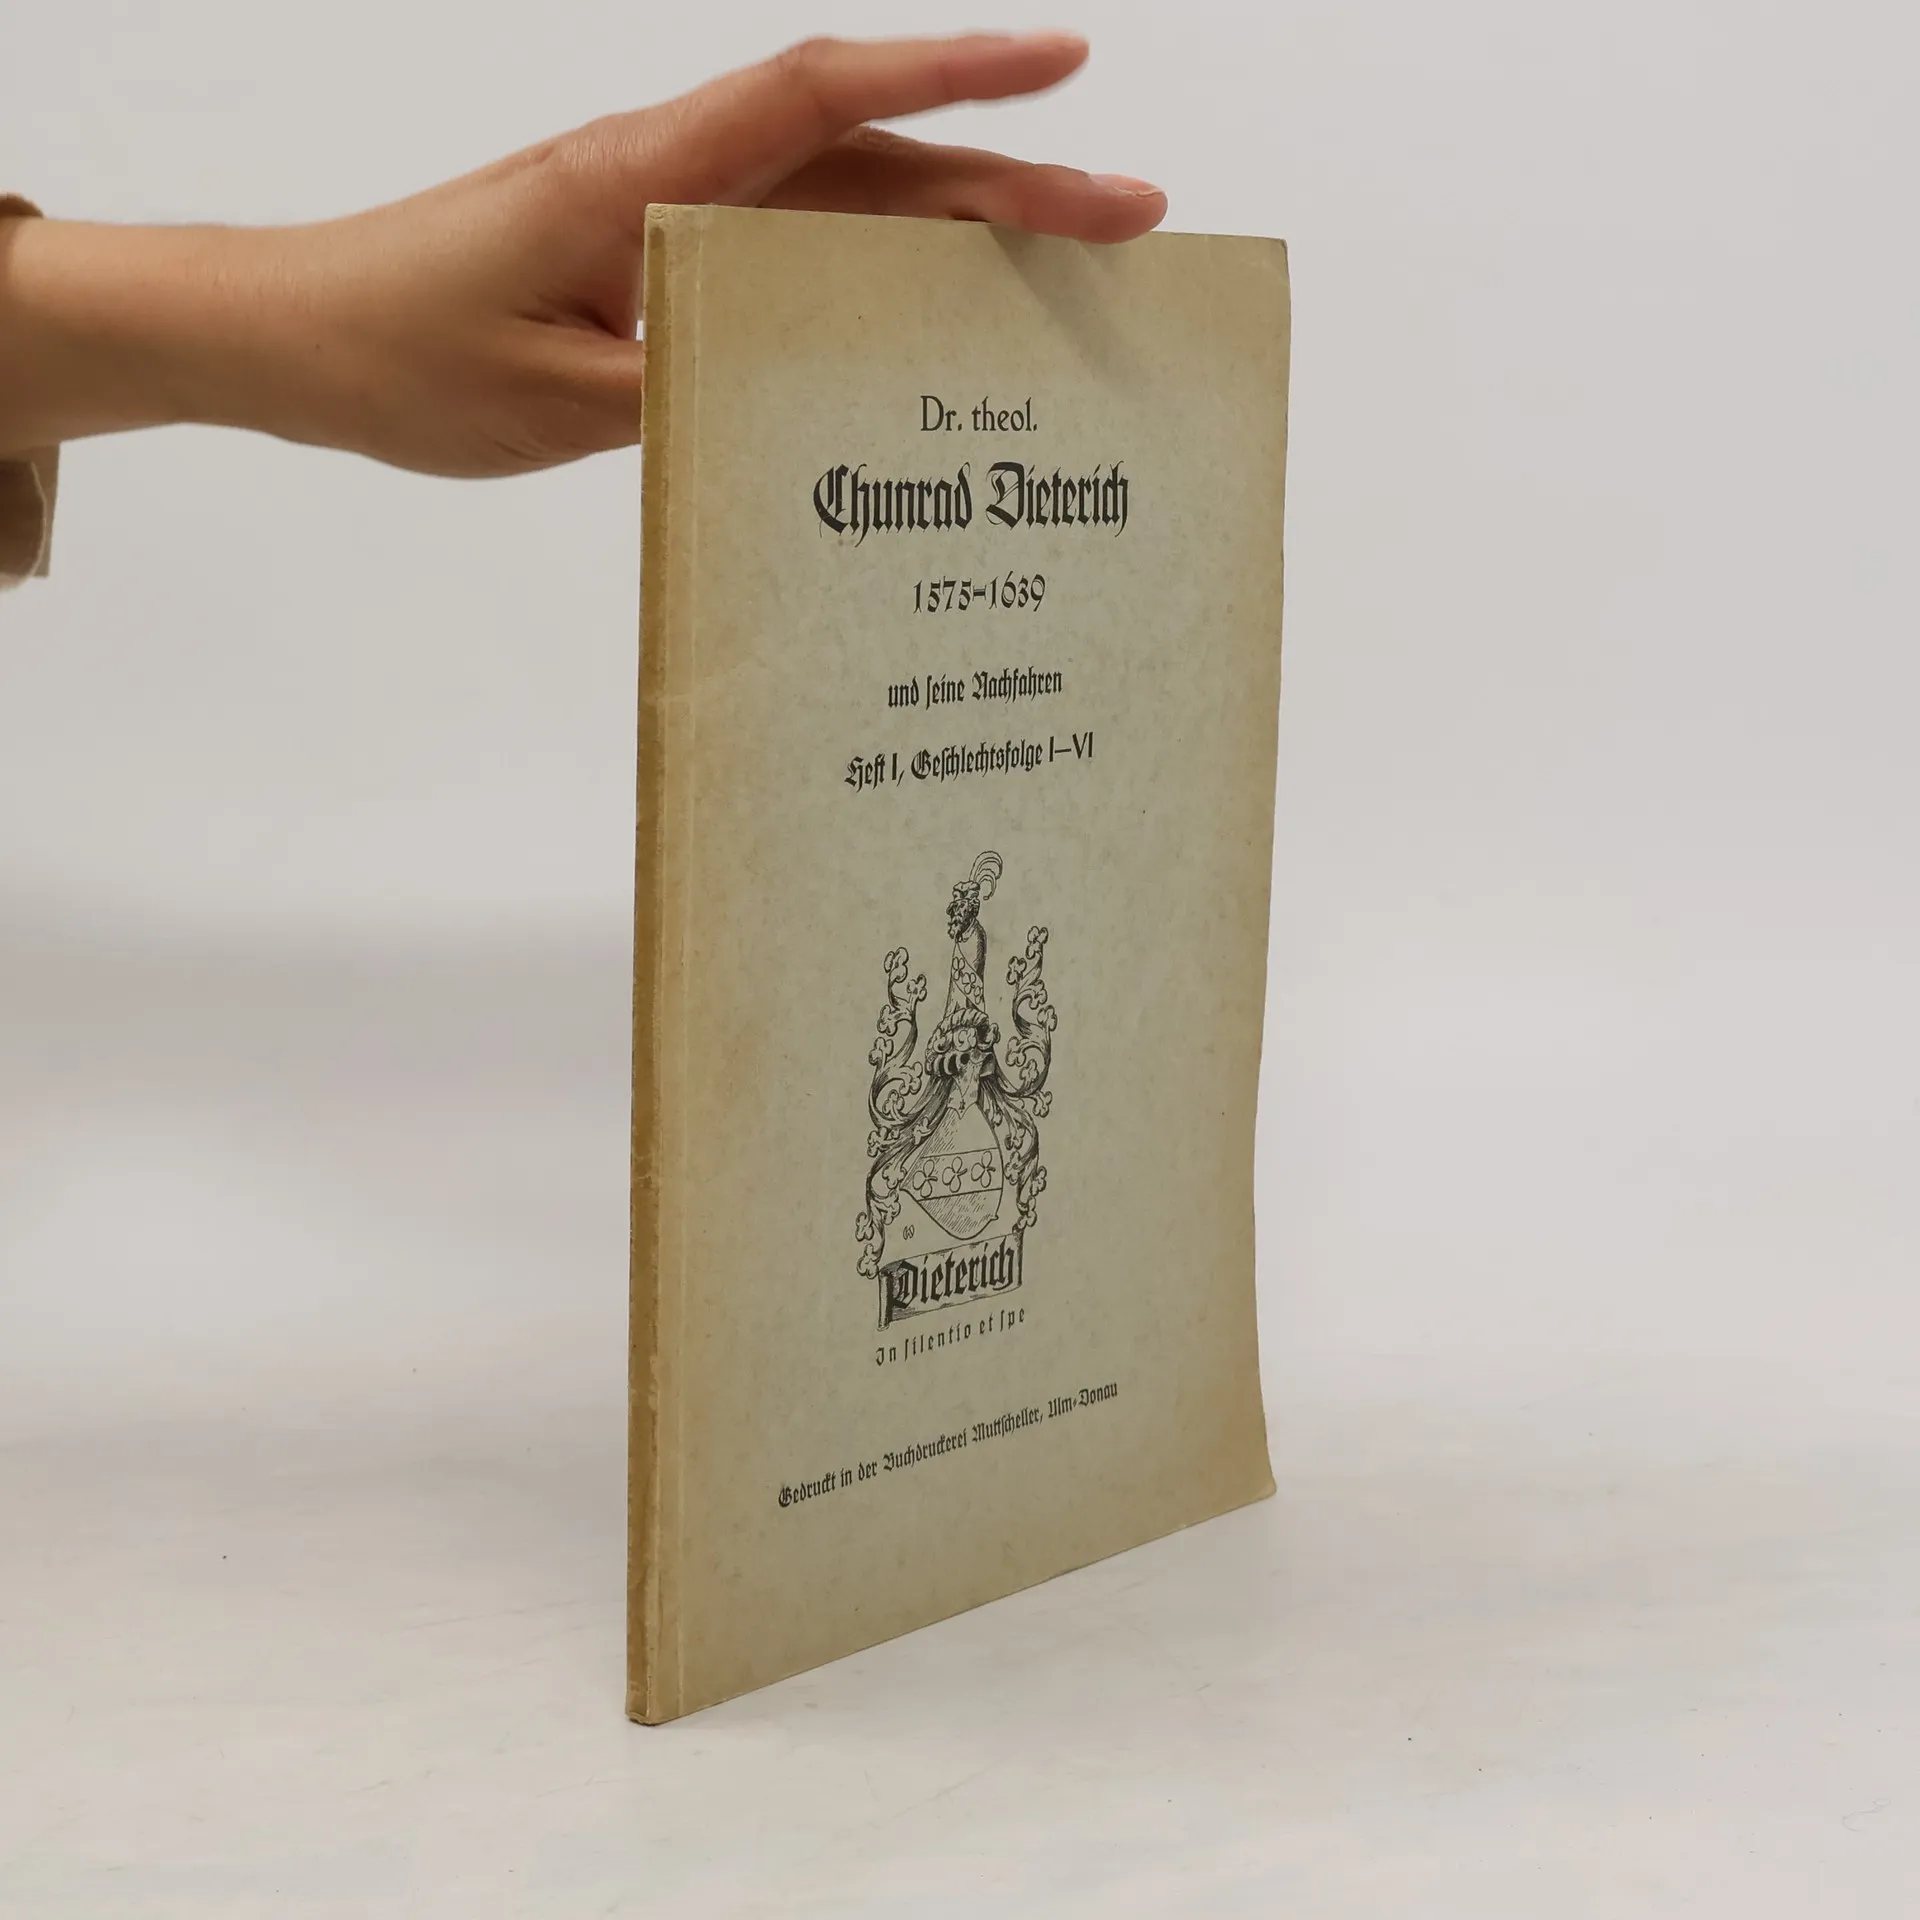 Dr. theol.
Chunrad Dieterich
1575-1639
und ſeine Nachfahren
Heft I, Geſchlechtsfolge I–VI
Dieterich
In ſilentio et ſpe
Gedruckt in der Buchdruckerei Muttſcheller, Ulm-Donau